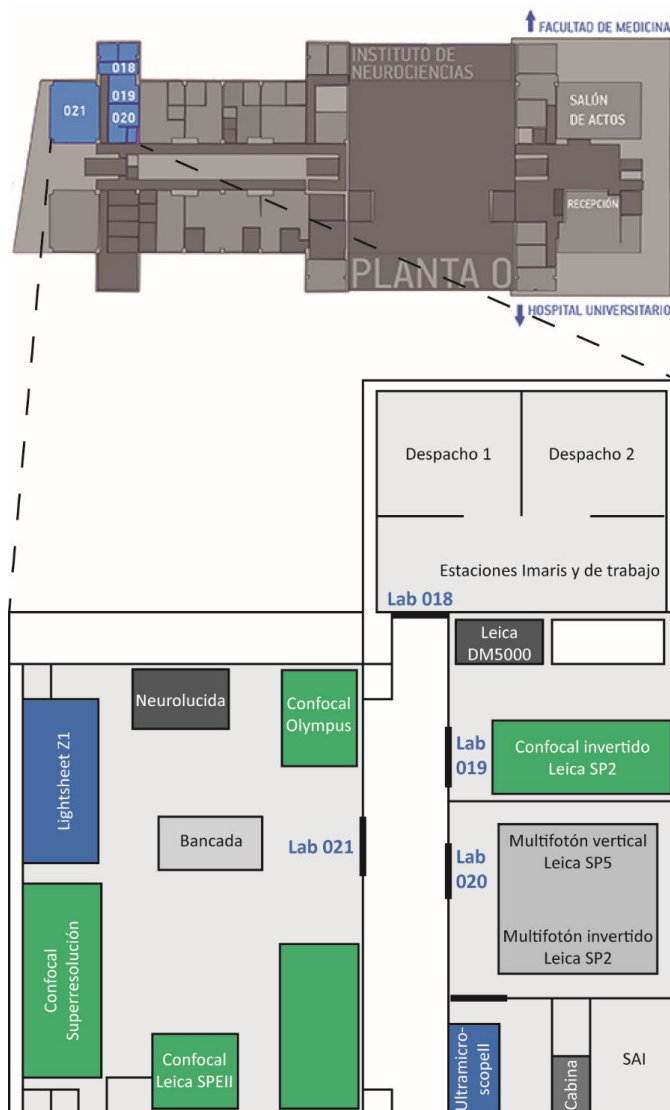 FACULTAD DE MEDICINA
INSTITUTO DE
NEUROCIENCIAS
018
021
019
020
SALÓN
DE ACTOS
RECEPCIÓN
PLANTA 0
HOSPITAL UNIVERSITARIO
Despacho 1
Despacho 2
Estaciones Imaris y de trabajo
Lab 018
Leica
DM5000
Neurolucida
Confocal
Olympus
Lightsheet Z1
Lab
019
Confocal invertido
Leica SP2
Bancada
Lab 021
Lab
020
Multifotón vertical
Leica SP5
Multifotón invertido
Leica SP2
Confocal
Superresolución
Confocal
Leica SPEII
Ultramicro-
scopeII
Cabina
SAI